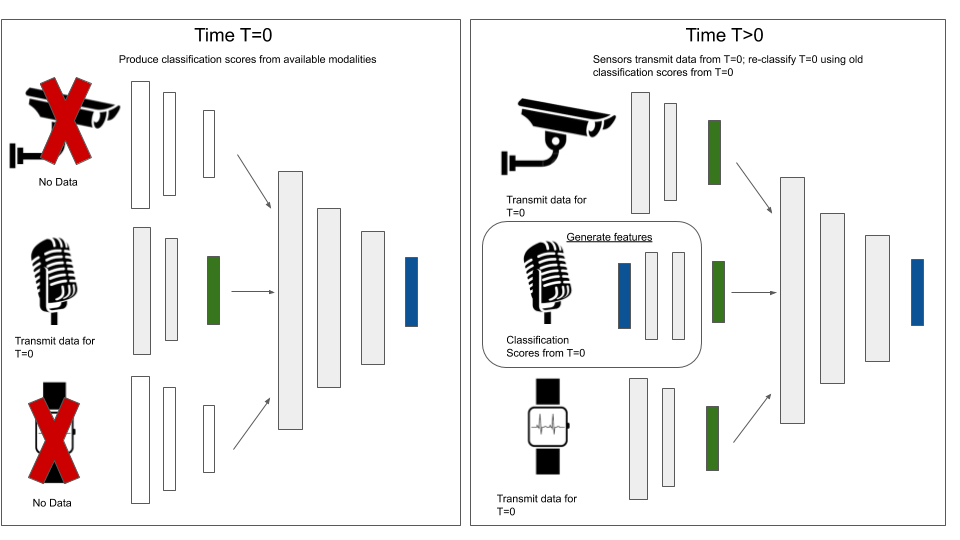 Time T=0
Produce classification scores from available modalities
No Data
Transmit data for
T=0
No Data
Time T>0
Sensors transmit data from T=0; re-classify T=0 using old
classification scores from T=0
Transmit data for
T=0
Generate features
Classification
Scores from T=0
Transmit data for
T=0